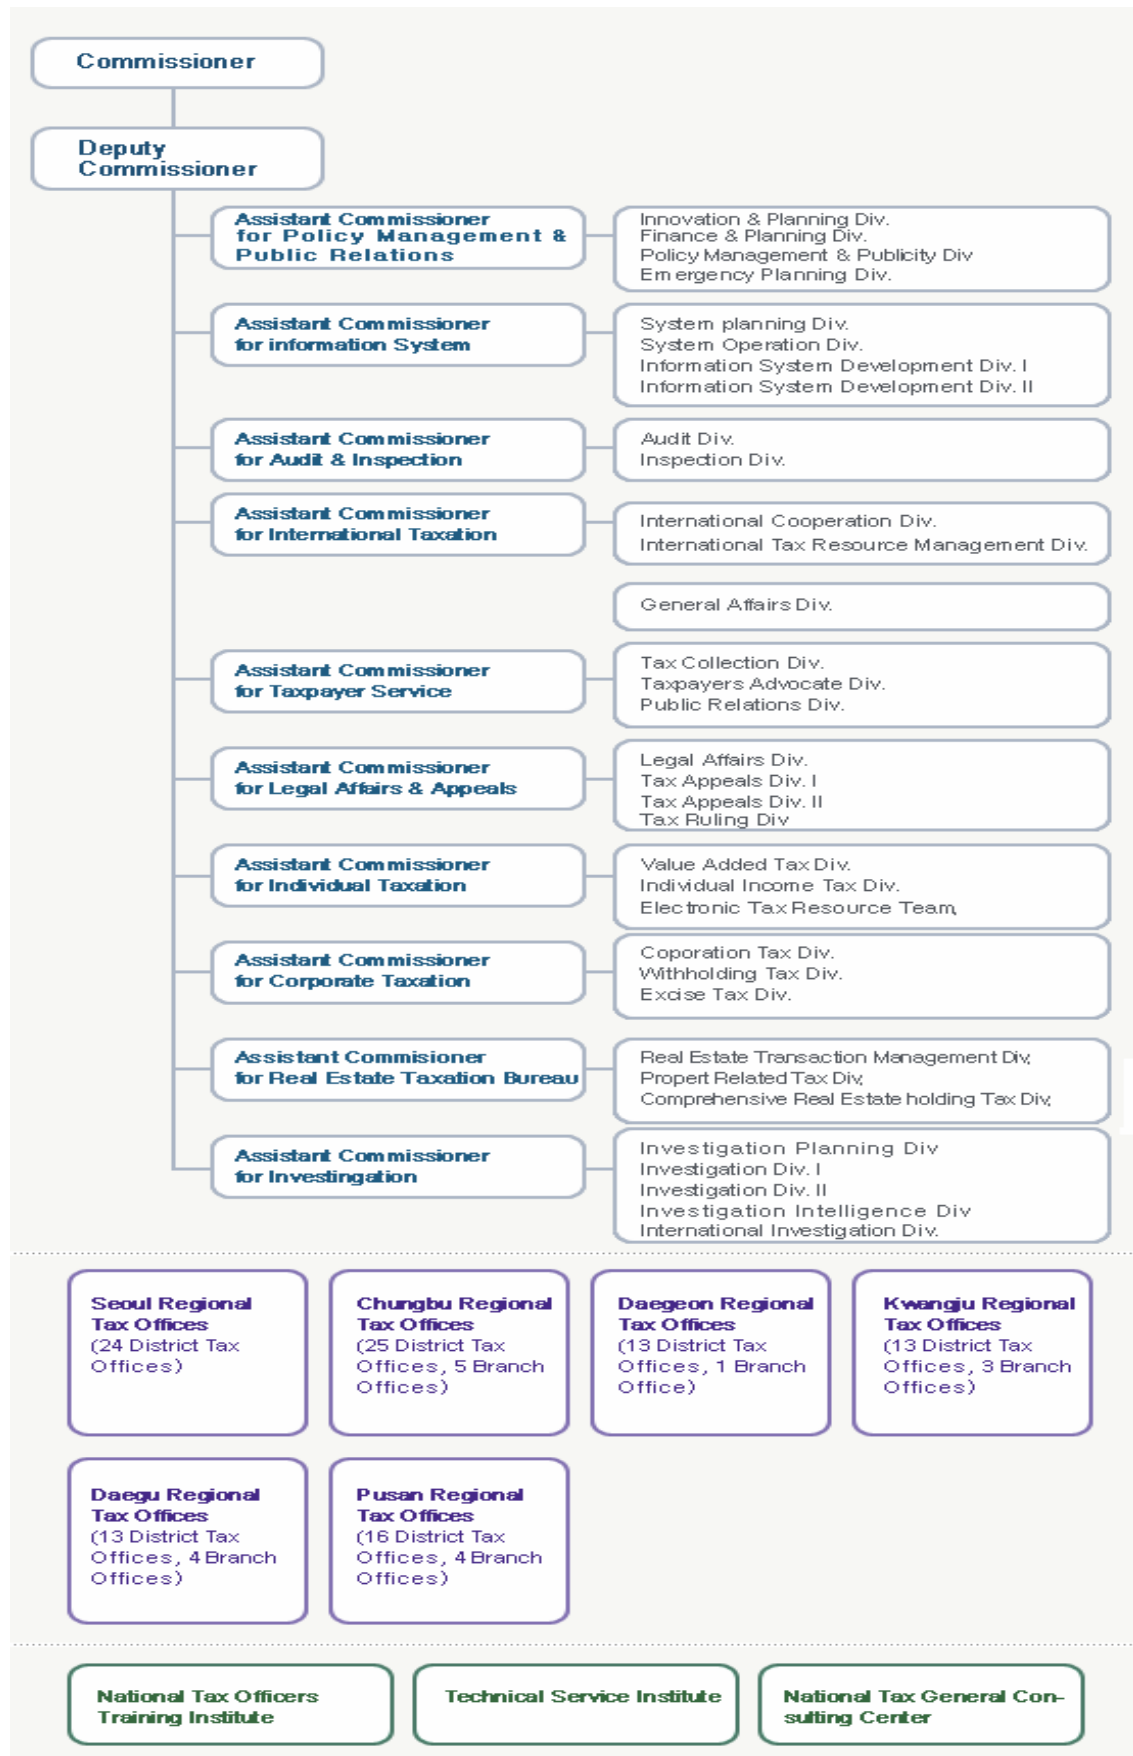 Commissioner
Deputy
Commissioner
Assistant Commissioner
for Policy Management &
Public Relations
Innovation & Planning Div.
Finance & Planning Div.
Policy Management & Publicity Div
Emergency Planning Div.
Assistant Commissioner
for information System
System planning Div.
System Operation Div.
Information System Development Div. I
Information System Development Div. II
Assistant Commissioner
for Audit & Inspection
Audit Div.
Inspection Div.
Assistant Commissioner
for International Taxation
International Cooperation Div.
International Tax Resource Management Div.
General Affairs Div.
Assistant Commissioner
for Taxpayer Service
Tax Collection Div.
Taxpayers Advocate Div.
Public Relations Div.
Assistant Commissioner
for Legal Affairs & Appeals
Legal Affairs Div.
Tax Appeals Div. I
Tax Appeals Div. II
Tax Ruling Div
Assistant Commissioner
for Individual Taxation
Value Added Tax Div.
Individual Income Tax Div.
Electronic Tax Resource Team,
Assistant Commissioner
for Corporate Taxation
Coporation Tax Div.
Withholding Tax Div.
Excise Tax Div.
Assistant Commisioner
for Real Estate Taxation Bureau
Real Estate Transaction Management Div,
Propert Related Tax Div,
Comprehensive Real Estate holding Tax Div,
Assistant Commissioner
for Investingation
Investigation Planning Div
Investigation Div. I
Investigation Div. II
Investigation Intelligence Div
International Investigation Div.
Seoul Regional
Tax Offices
(24 District Tax
Offices)
Chungbu Regional
Tax Offices
(25 District Tax
Offices, 5 Branch
Offices)
Daegeon Regional
Tax Offices
(13 District Tax
Offices, 1 Branch
Office)
Kwangju Regional
Tax Offices
(13 District Tax
Offices, 3 Branch
Offices)
Daegu Regional
Tax Offices
(13 District Tax
Offices, 4 Branch
Offices)
Pusan Regional
Tax Offices
(16 District Tax
Offices, 4 Branch
Offices)
National Tax Officers
Training Institute
Technical Service Institute
National Tax General Con-
sulting Center